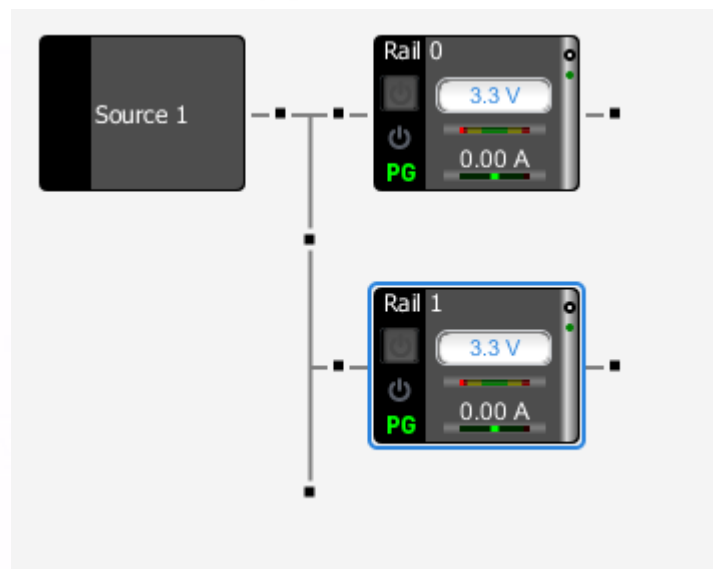 Source 1
Rail 0
3.3 V
0.00 A
PG
Rail 1
3.3 V
0.00 A
PG